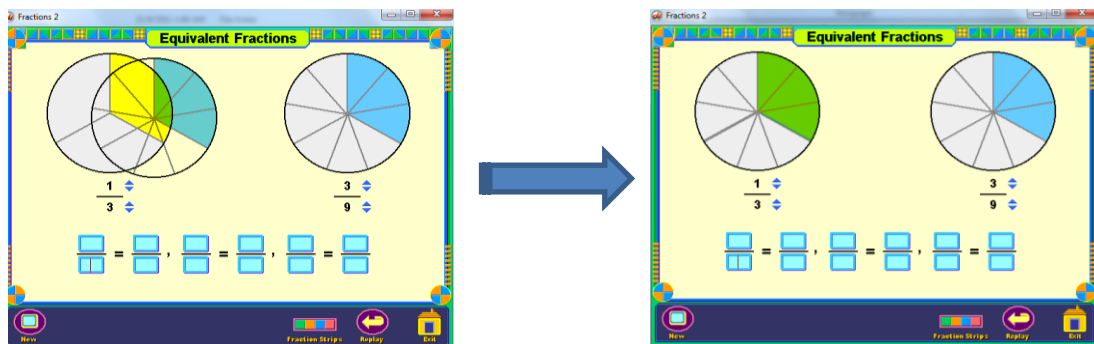 Fractions 2
Equivalent Fractions
1
3
3
9
= , = , =
New
Fraction Strips
Replay
Exit
Fractions 2
Equivalent Fractions
1
3
3
9
= , = , =
New
Fraction Strips
Replay
Exit